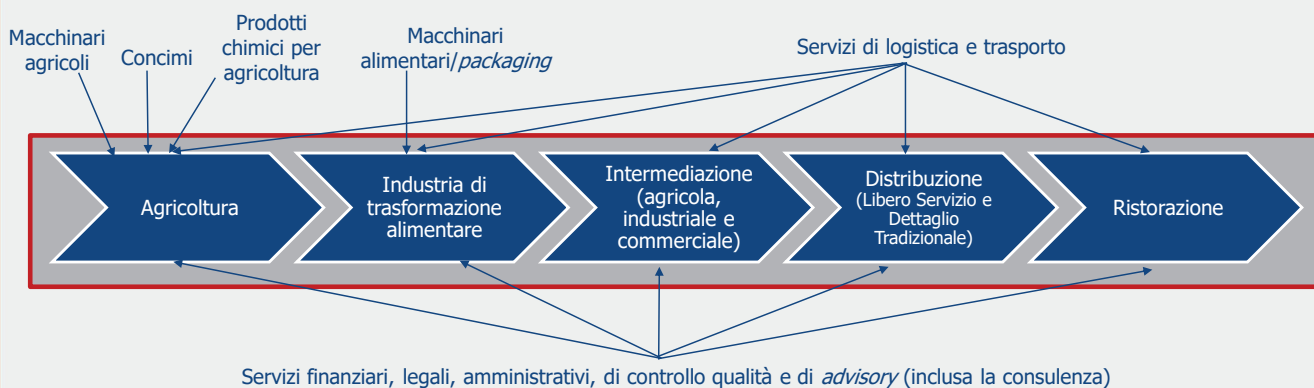 Macchinari
agricoli
Concimi
Prodotti
chimici per
agricoltura
Macchinari
alimentari/packaging
Servizi di logistica e trasporto
Agricoltura
Industria di
trasformazione
alimentare
Intermediazione
(agricola,
industriale e
commerciale)
Distribuzione
(Libero Servizio e
Dettaglio
Tradizionale)
Ristorazione
Servizi finanziari, legali, amministrativi, di controllo qualità e di advisory (inclusa la consulenza)